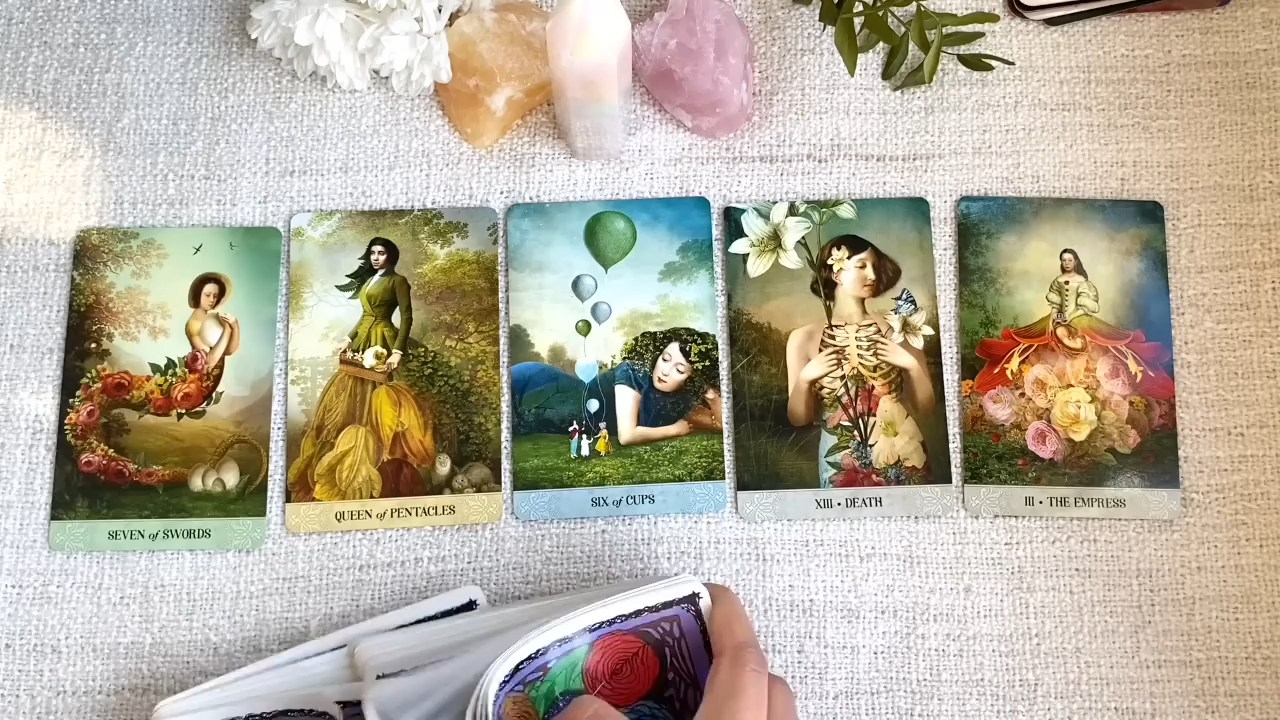 SEVEN of SWORDS
QUEEN of PENTACLES
SIX of CUPS
XIII • DEATH
III • THE EMPRESS